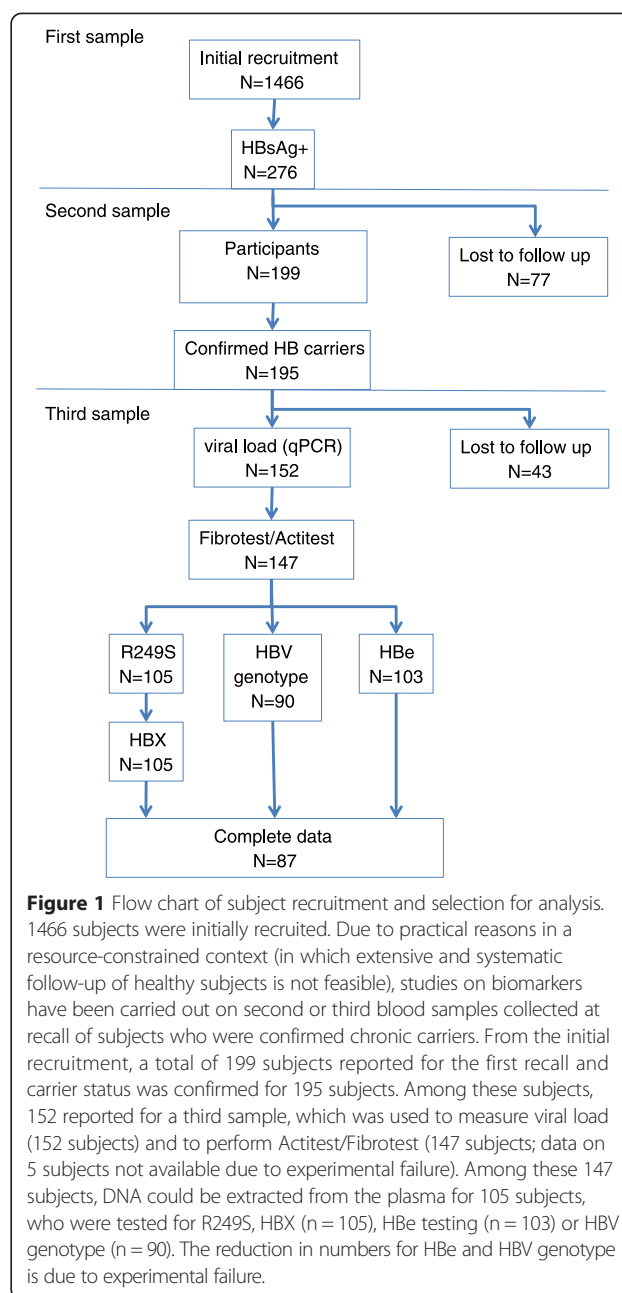 First sample
Initial recruitment
N=1466
HBsAg+
N=276
Second sample
Participants
N=199
Lost to follow up
N=77
Confirmed HB carriers
N=195
Third sample
viral load (qPCR)
N=152
Lost to follow up
N=43
Fibrotest/Actitest
N=147
R249S
N=105
HBV
genotype
N=90
HBe
N=103
HBX
N=105
Complete data
N=87
Figure 1 Flow chart of subject recruitment and selection for analysis.
1466 subjects were initially recruited. Due to practical reasons in a
resource-constrained context (in which extensive and systematic
follow-up of healthy subjects is not feasible), studies on biomarkers
have been carried out on second or third blood samples collected at
recall of subjects who were confirmed chronic carriers. From the initial
recruitment, a total of 199 subjects reported for the first recall and
carrier status was confirmed for 195 subjects. Among these subjects,
152 reported for a third sample, which was used to measure viral load
(152 subjects) and to perform Actitest/Fibrotest (147 subjects; data on
5 subjects not available due to experimental failure). Among these 147
subjects, DNA could be extracted from the plasma for 105 subjects,
who were tested for R249S, HBX (n = 105), HBe testing (n = 103) or HBV
genotype (n = 90). The reduction in numbers for HBe and HBV genotype
is due to experimental failure.